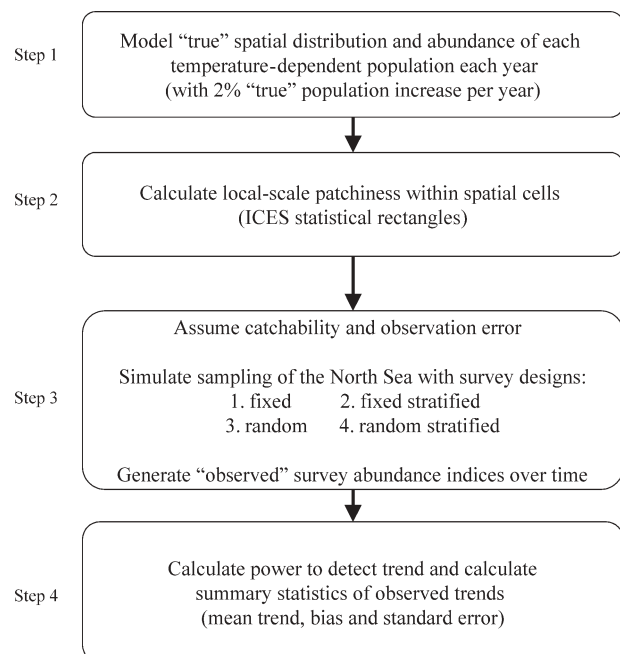 Step 1
Model “true” spatial distribution and abundance of each
temperature-dependent population each year
(with 2% “true” population increase per year)
Step 2
Calculate local-scale patchiness within spatial cells
(ICES statistical rectangles)
Step 3
Assume catchability and observation error
Simulate sampling of the North Sea with survey designs:
1. fixed 2. fixed stratified
3. random 4. random stratified
Generate “observed” survey abundance indices over time
Step 4
Calculate power to detect trend and calculate
summary statistics of observed trends
(mean trend, bias and standard error)